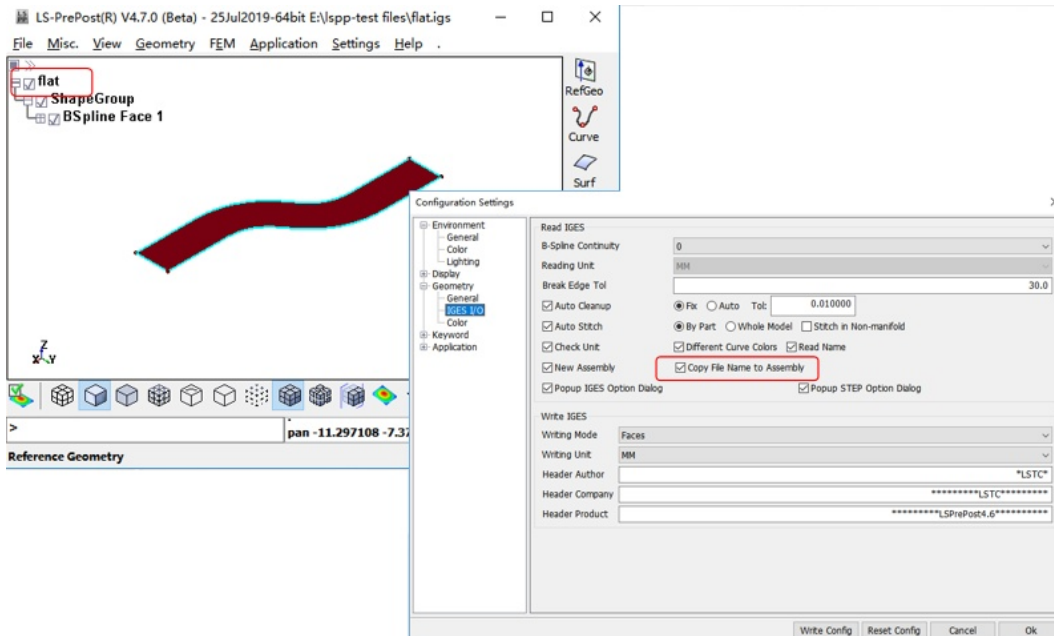 LS-PrePost(R) V4.7.0 (Beta) - 25Jul2019-64bit E:\lspp-test files\flat.igs
File Misc. View Geometry FEM Application Settings Help .
flat
ShapeGroup
BSpline Face 1
RefGeo
Curve
Surf
Z
X Y
>
pan -11.297108 -7.37
Reference Geometry
Configuration Settings
Environment
General
Color
Lighting
Display
Geometry
General
IGES I/O
Color
Keyword
Application
Read IGES
B-Spline Continuity 0
Reading Unit MM
Break Edge Tol 30.0
Auto Cleanup Fix Auto Tol: 0.010000
Auto Stitch By Part Whole Model Stitch in Non-manifold
Check Unit Different Curve Colors Read Name
New Assembly Copy File Name to Assembly
Popup IGES Option Dialog Popup STEP Option Dialog
Write IGES
Writing Mode Faces
Writing Unit MM
Header Author *LSTC*
Header Company *********LSTC*********
Header Product *********LSPrePost4.6**********
Write Config Reset Config Cancel Ok